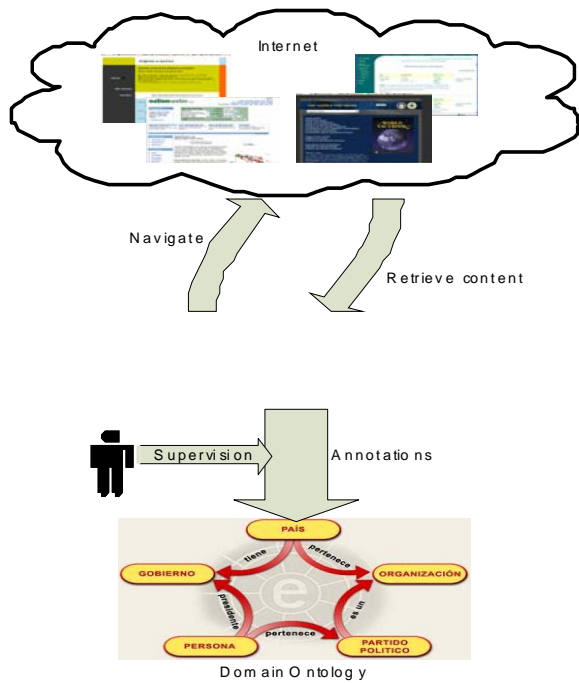 Internet
nationmaster
Navigate
Retrieve content
Supervision
Annotations
PAÍS
tiene
pertenece
GOBIERNO
ORGANIZACIÓN
presidente
e
es un
PERSONA
pertenece
PARTIDO
POLITICO
Domain Ontology